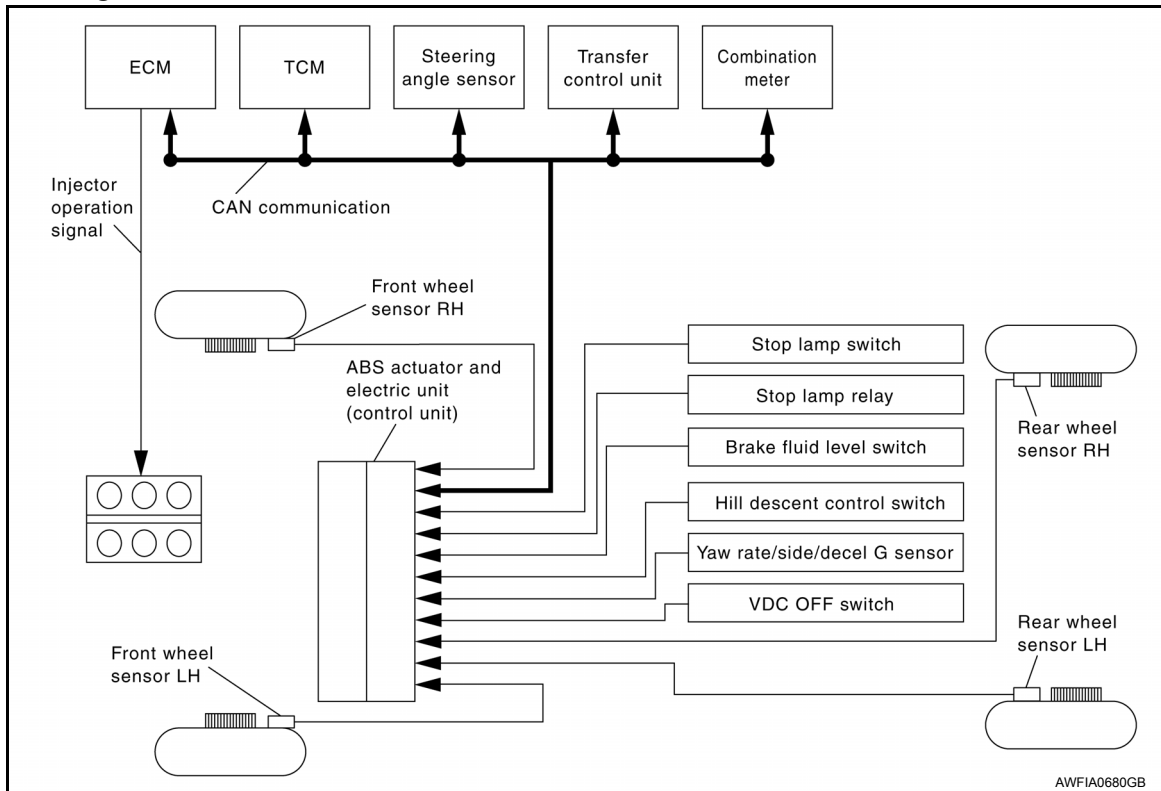 ECM
TCM
Steering
angle sensor
Transfer
control unit
Combination
meter
Injector
operation
signal
CAN communication
Front wheel
sensor RH
ABS actuator and
electric unit
(control unit)
Stop lamp switch
Stop lamp relay
Brake fluid level switch
Hill descent control switch
Yaw rate/side/decel G sensor
VDC OFF switch
Rear wheel
sensor RH
Rear wheel
sensor LH
Front wheel
sensor LH
AWFIA0680GB